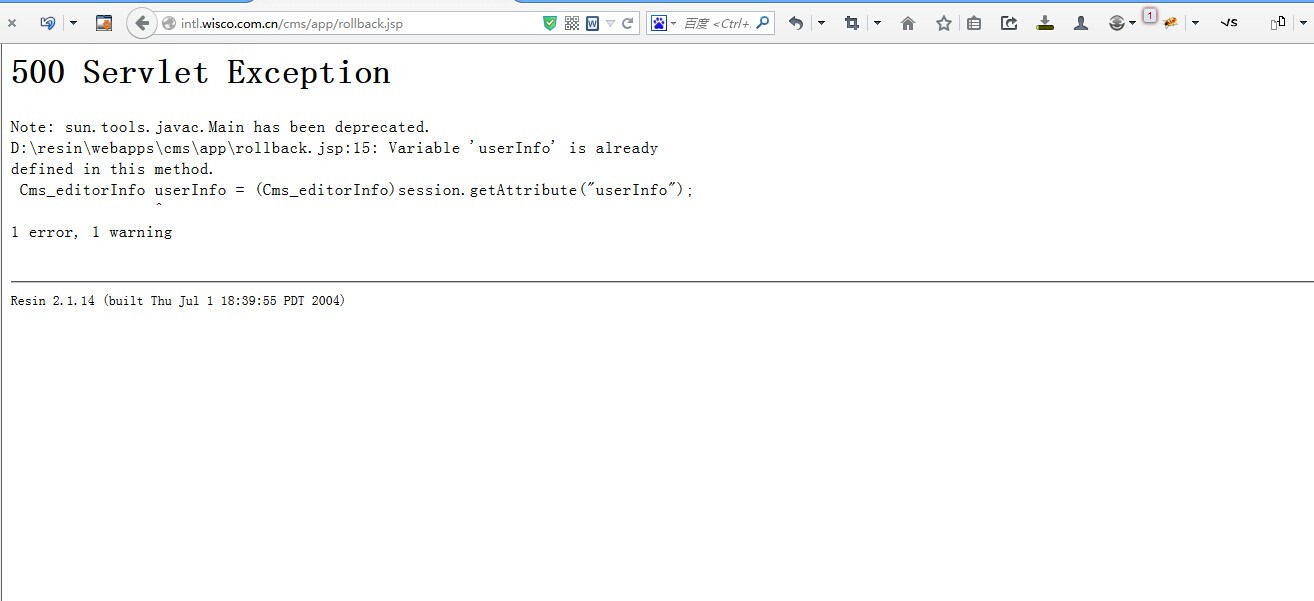 intl.wisco.com.cn/cms/app/rollback.jsp
W
百度 <Ctrl+.
1
500 Servlet Exception
Note: sun.tools.javac.Main has been deprecated.
D:\resin\webapps\cms\app\rollback.jsp:15: Variable 'userInfo' is already
defined in this method.
Cms_editorInfo userInfo = (Cms_editorInfo)session.getAttribute("userInfo");
^
1 error, 1 warning
Resin 2.1.14 (built Thu Jul 1 18:39:55 PDT 2004)